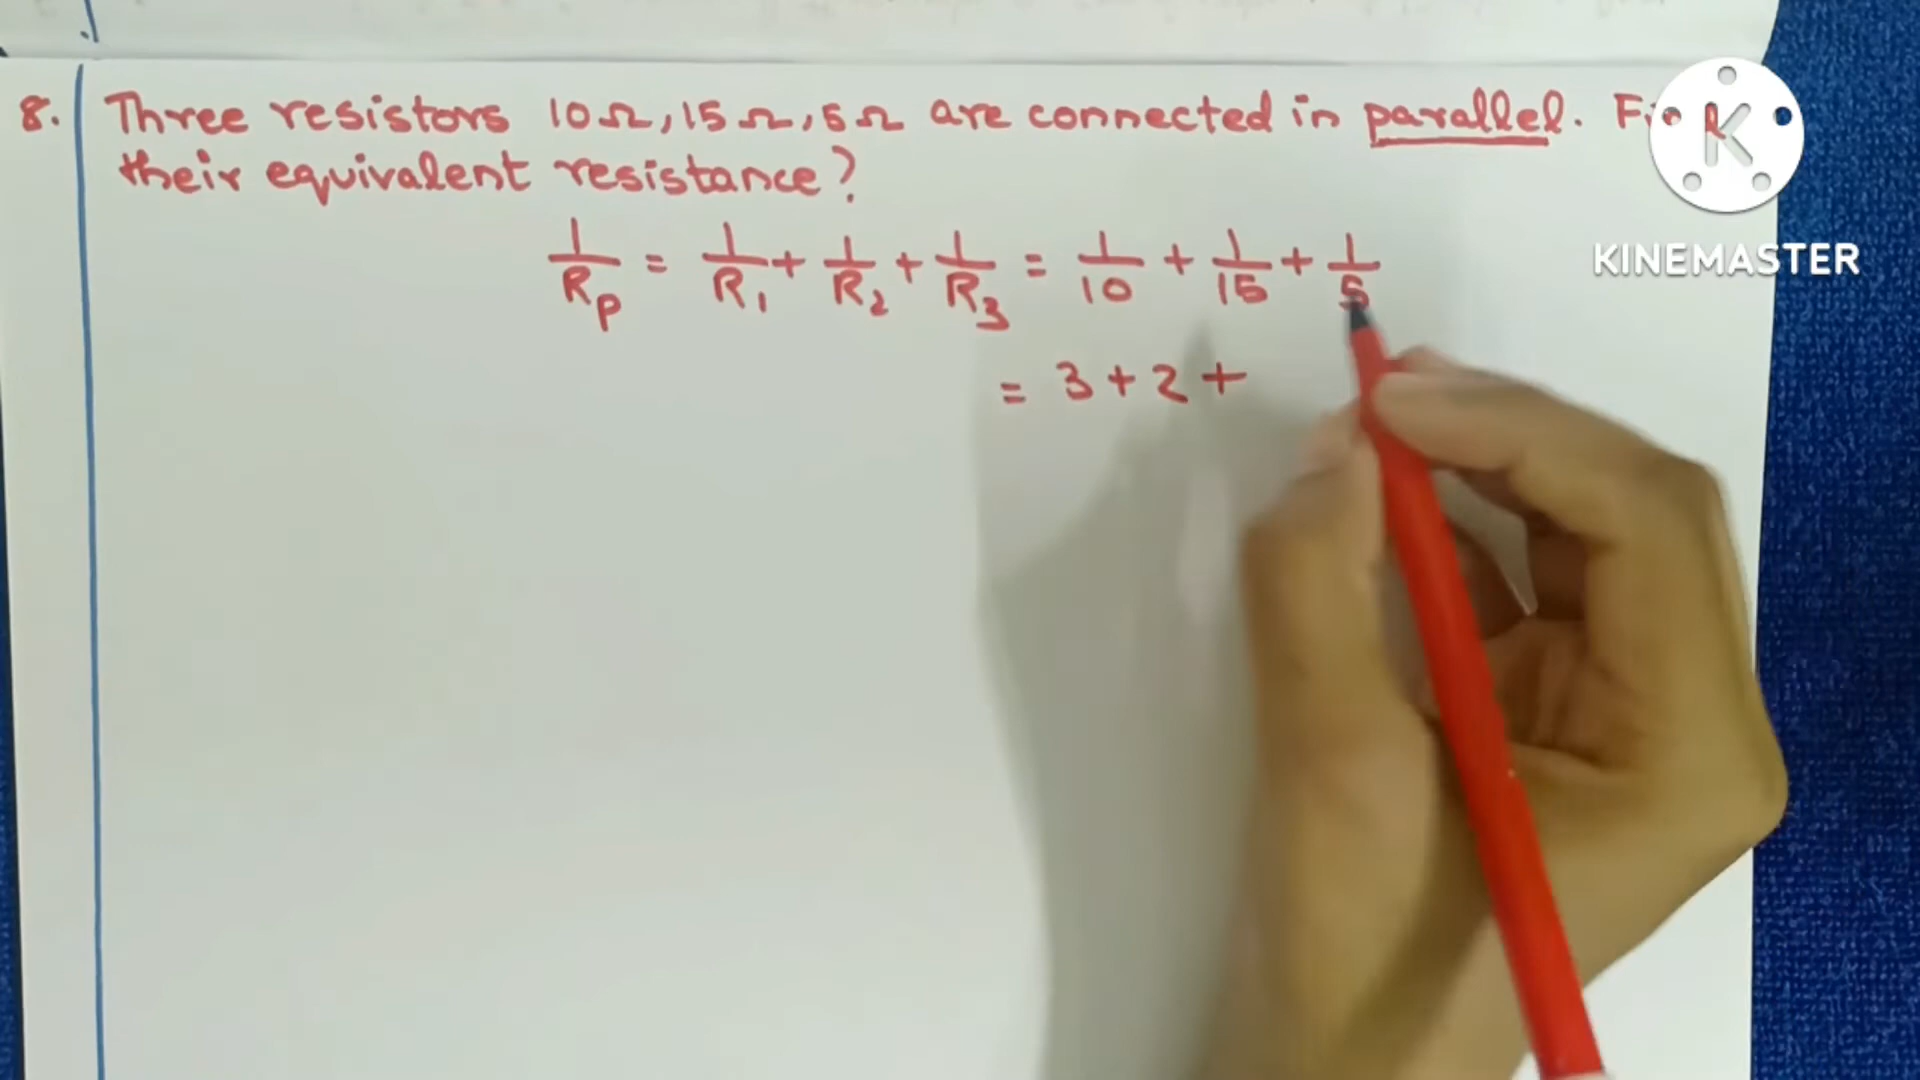 8. Three resistors 10Ω, 15Ω, 5Ω are connected in parallel. Find
their equivalent resistance?
1/Rp = 1/R1 + 1/R2 + 1/R3 = 1/10 + 1/15 + 1/5
= 3 + 2 +
K
KINEMASTER